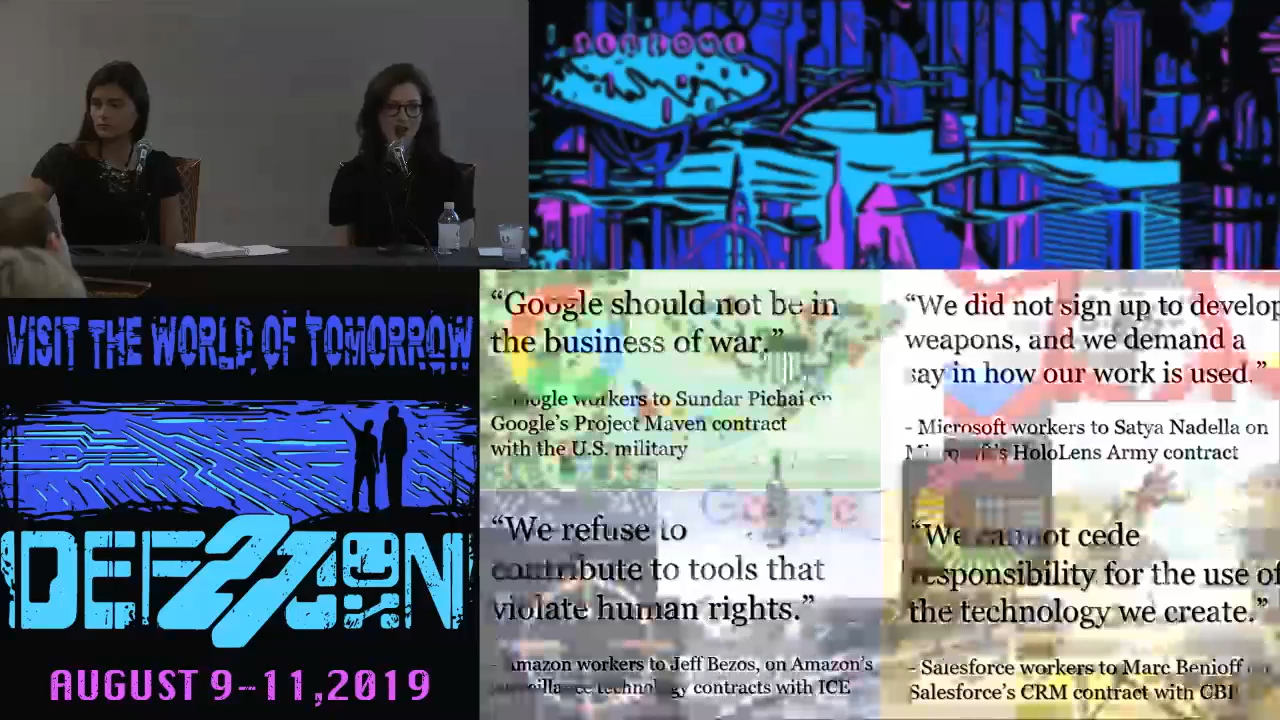 WELCOME
VISIT THE WORLD OF TOMORROW
DEF CON
27
AUGUST 9-11, 2019
“Google should not be in
the business of war.”
workers to Sundar Pichai on
Google’s Project Maven contract
with the U.S. military
“We did not sign up to develop
weapons, and we demand a
say in how our work is used.”
- Microsoft workers to Satya Nadella on
Microsoft’s HoloLens Army contract
“We refuse to
contribute to tools that
violate human rights.”
- Amazon workers to Jeff Bezos, on Amazon’s
surveillance technology contracts with ICE
“We cannot cede
responsibility for the use of
the technology we create.”
- Salesforce workers to Marc Benioff on
Salesforce’s CRM contract with CBP